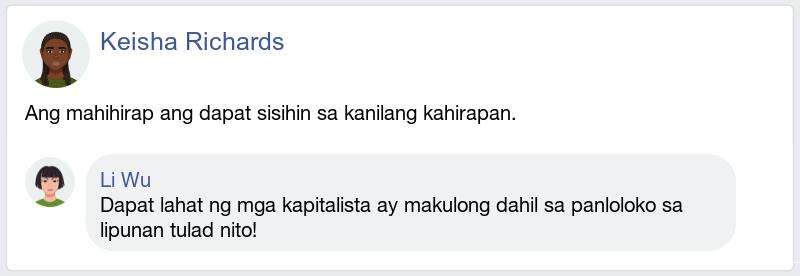 Keisha Richards
Ang mahihirap ang dapat sisihin sa kanilang kahirapan.
Li Wu
Dapat lahat ng mga kapitalista ay makulong dahil sa panloloko sa
lipunan tulad nito!